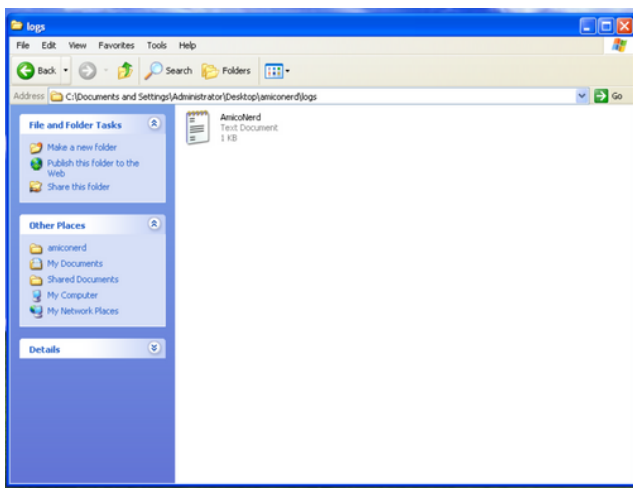 logs
File Edit View Favorites Tools Help
Back Search Folders
Address C:\Documents and Settings\Administrator\Desktop\amiconerd\logs Go
File and Folder Tasks
Make a new folder
Publish this folder to the
Web
Share this folder
Other Places
amiconerd
My Documents
Shared Documents
My Computer
My Network Places
Details
AmicoNerd
Text Document
1 KB